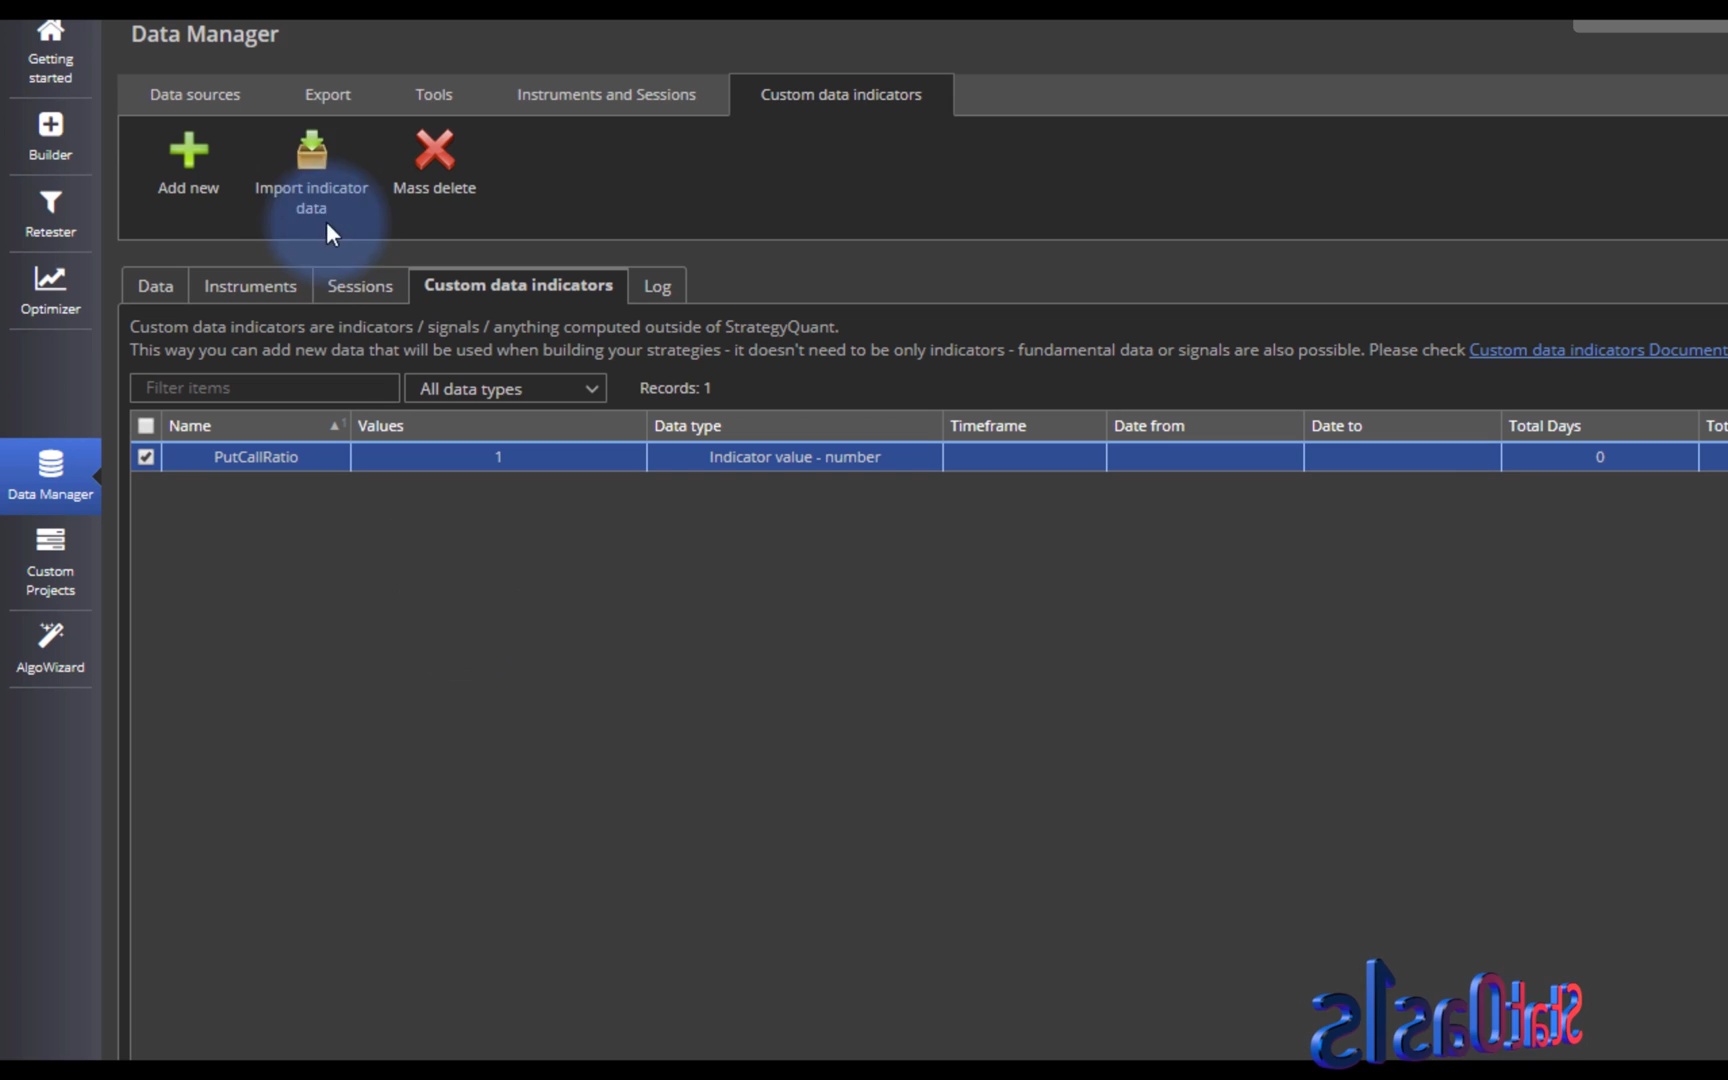 Data Manager
Getting
started
Builder
Retester
Optimizer
Data Manager
Custom
Projects
AlgoWizard
Data sources Export Tools Instruments and Sessions Custom data indicators
Add new Import indicator Mass delete
data
Data Instruments Sessions Custom data indicators Log
Custom data indicators are indicators / signals / anything computed outside of StrategyQuant.
This way you can add new data that will be used when building your strategies - it doesn't need to be only indicators - fundamental data or signals are also possible. Please check Custom data indicators Document
Filter items All data types Records: 1
Name 1 Values Data type Timeframe Date from Date to Total Days Tot
PutCallRatio 1 Indicator value - number 0
StatOasis